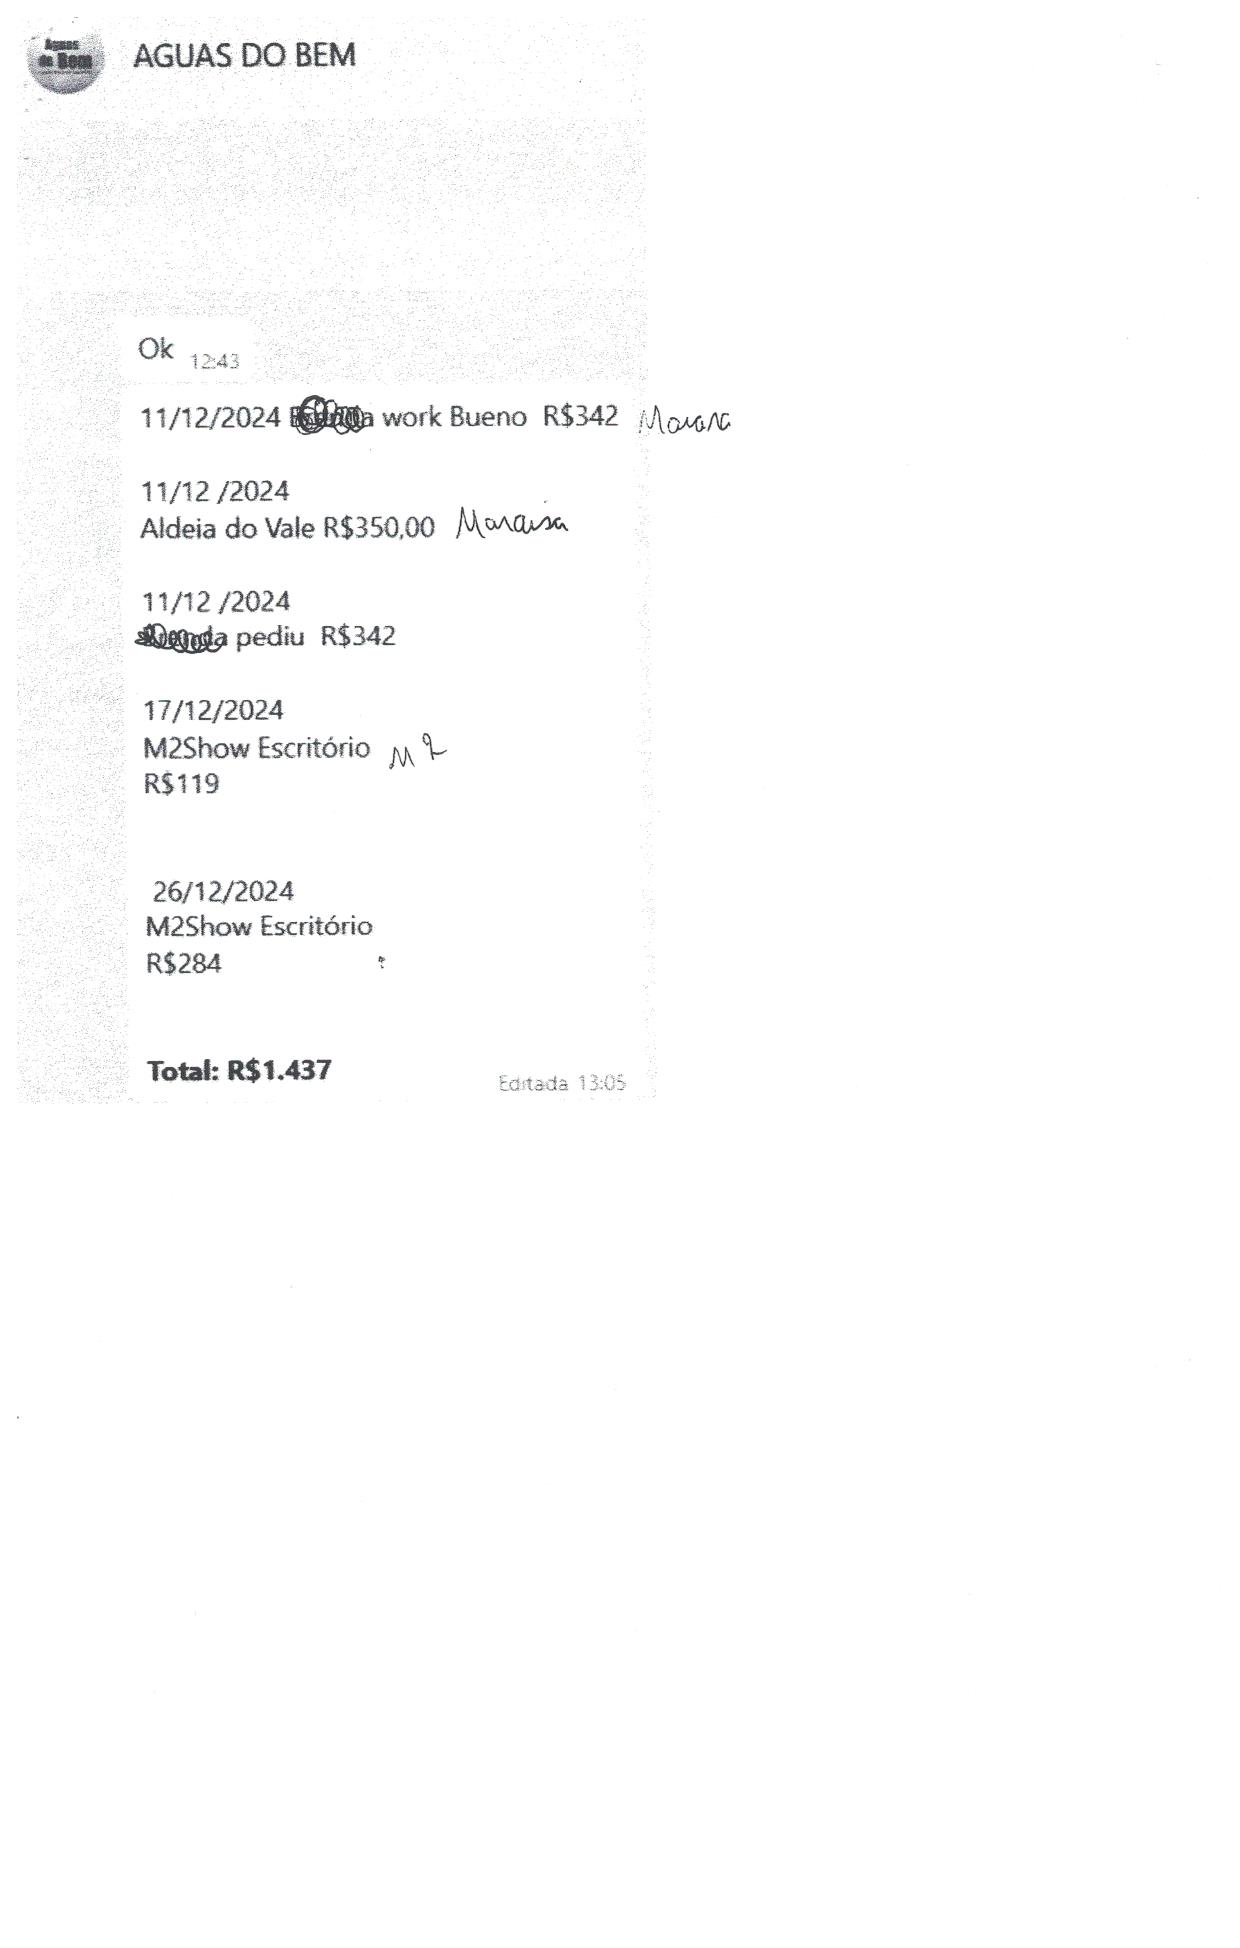 Aguas
do Bem
AGUAS DO BEM
Ok 12:43
11/12/2024 work Bueno R$342 Maiara
11/12 /2024
Aldeia do Vale R$350,00 Maraisa
11/12 /2024
pediu R$342
17/12/2024
M2Show Escritório M2
R$119
26/12/2024
M2Show Escritório
R$284
Total: R$1.437
Editada 13:05